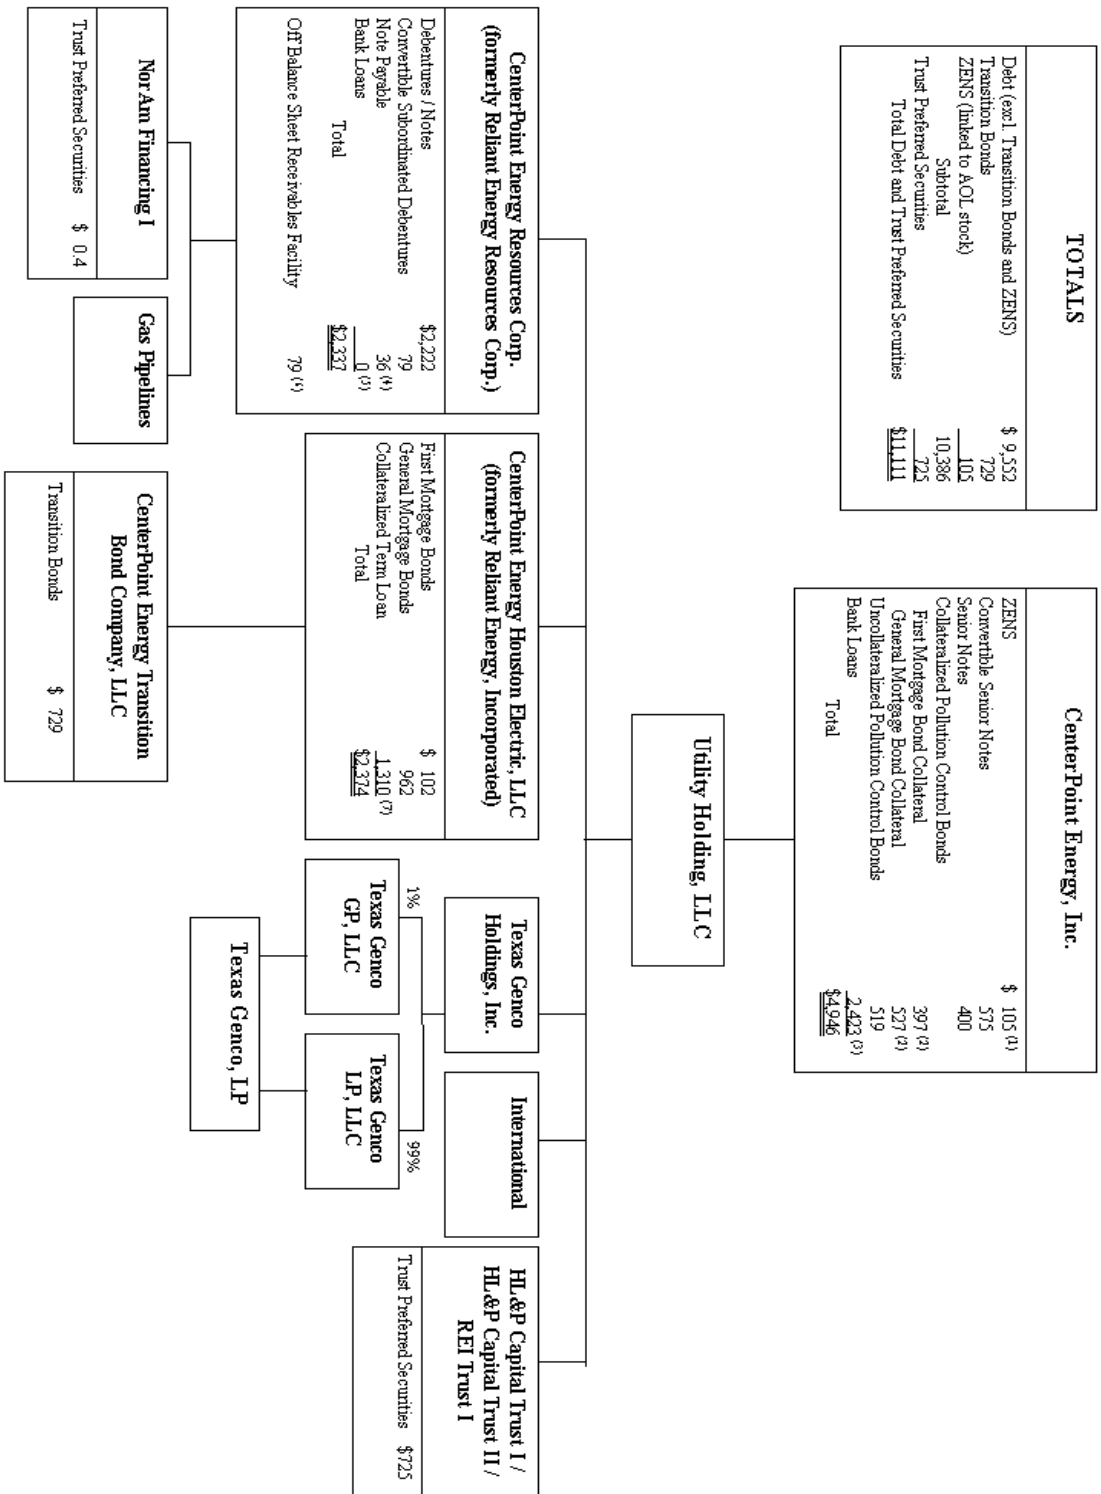 TOTALS
Debt (excl. Transition Bonds and ZENS) $ 9,552
Transition Bonds 729
ZENS (linked to AOL stock) 105
Subtotal 10,386
Trust Preferred Securities 725
Total Debt and Trust Preferred Securities $11,111
CenterPoint Energy, Inc.
ZENS $ 105 (1)
Convertible Senior Notes 575
Senior Notes 400
Collateralized Pollution Control Bonds
First Mortgage Bond Collateral 397 (2)
General Mortgage Bond Collateral 527 (2)
Uncollateralized Pollution Control Bonds 519
Bank Loans 2,423 (3)
Total $4,946
Utility Holding, LLC
CenterPoint Energy Resources Corp.
(formerly Reliant Energy Resources Corp.)
Debentures / Notes $2,222
Convertible Subordinated Debentures 79
Note Payable 36 (4)
Bank Loans 0 (5)
Total $2,337
Off Balance Sheet Receivables Facility 79 (6)
CenterPoint Energy Houston Electric, LLC
(formerly Reliant Energy, Incorporated)
First Mortgage Bonds $ 102
General Mortgage Bonds 962
Collateralized Term Loan 1,310 (7)
Total $2,374
Texas Genco
Holdings, Inc.
International
HL&P Capital Trust I /
HL&P Capital Trust II /
REI Trust I
Trust Preferred Securities $725
1%
99%
Texas Genco
GP, LLC
Texas Genco
LP, LLC
Texas Genco, LP
NorAm Financing I
Trust Preferred Securities $ 0.4
Gas Pipelines
CenterPoint Energy Transition
Bond Company, LLC
Transition Bonds $ 729